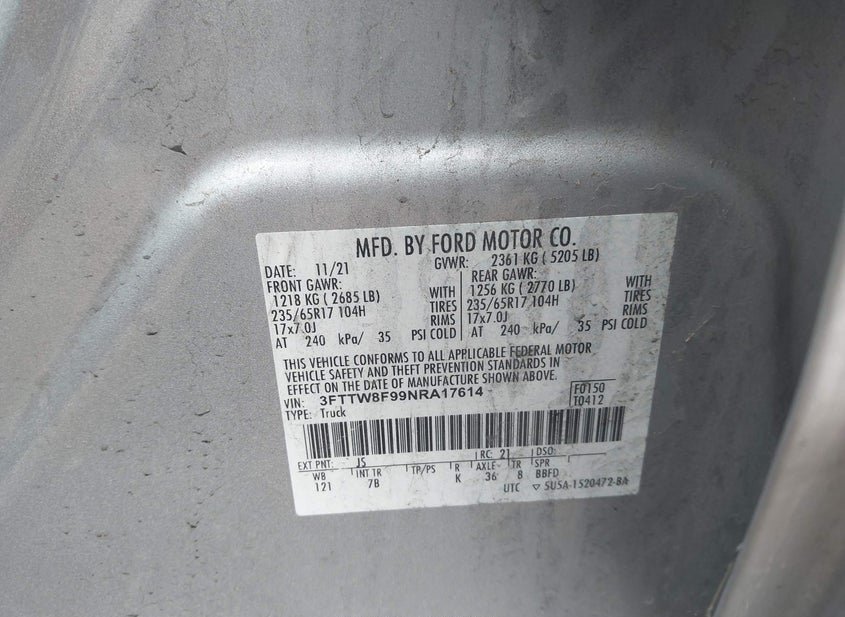 MFD. BY FORD MOTOR CO.
DATE: 11/21 GVWR: 2361 KG ( 5205 LB)
FRONT GAWR: REAR GAWR:
1218 KG ( 2685 LB) WITH 1256 KG ( 2770 LB) WITH
235/65R17 104H TIRES 235/65R17 104H TIRES
17x7.0J RIMS 17x7.0J RIMS
AT 240 kPa/ 35 PSI COLD AT 240 kPa/ 35 PSI COLD
THIS VEHICLE CONFORMS TO ALL APPLICABLE FEDERAL MOTOR
VEHICLE SAFETY AND THEFT PREVENTION STANDARDS IN
EFFECT ON THE DATE OF MANUFACTURE SHOWN ABOVE.
VIN: 3FTTW8F99NRA17614 F0150
TYPE: Truck T0412
EXT PNT: J5 RC: 21 DSO:
WB INT TR TP/PS R AXLE TR SPR
121 7B K 36 8 BBFD
UTC ▽ 5U5A-1520472-BA